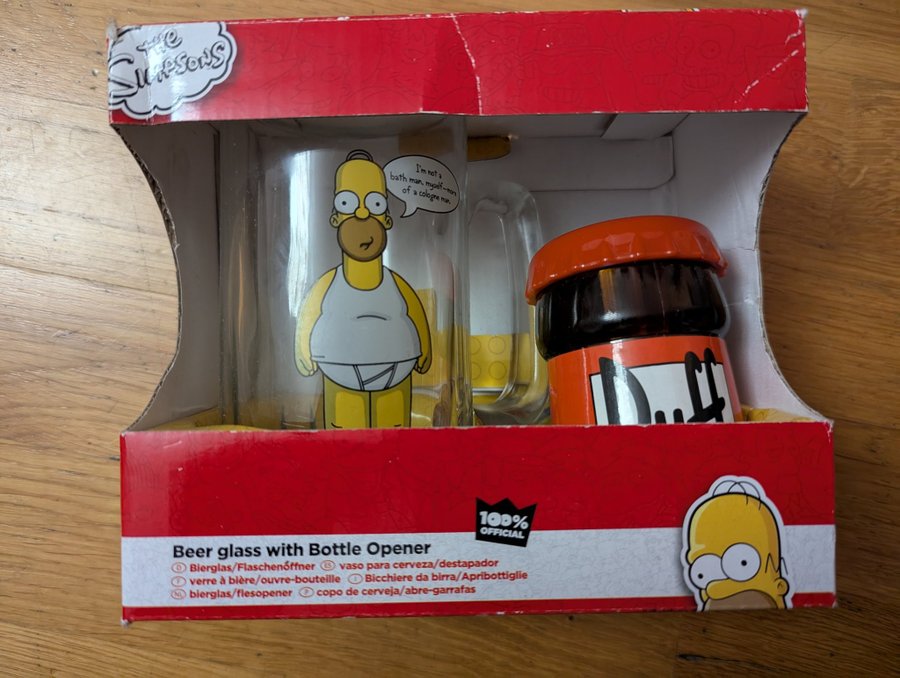 The
Simpsons
I'm not a
bath man, myself-more
of a cologne man.
Duff
100%
OFFICIAL
Beer glass with Bottle Opener
D Bierglas/Flaschenöffner ES vaso para cerveza/destapador
F verre à bière/ouvre-bouteille I Bicchiere da birra/Apribottiglie
NL bierglas/flesopener P copo de cerveja/abre-garrafas